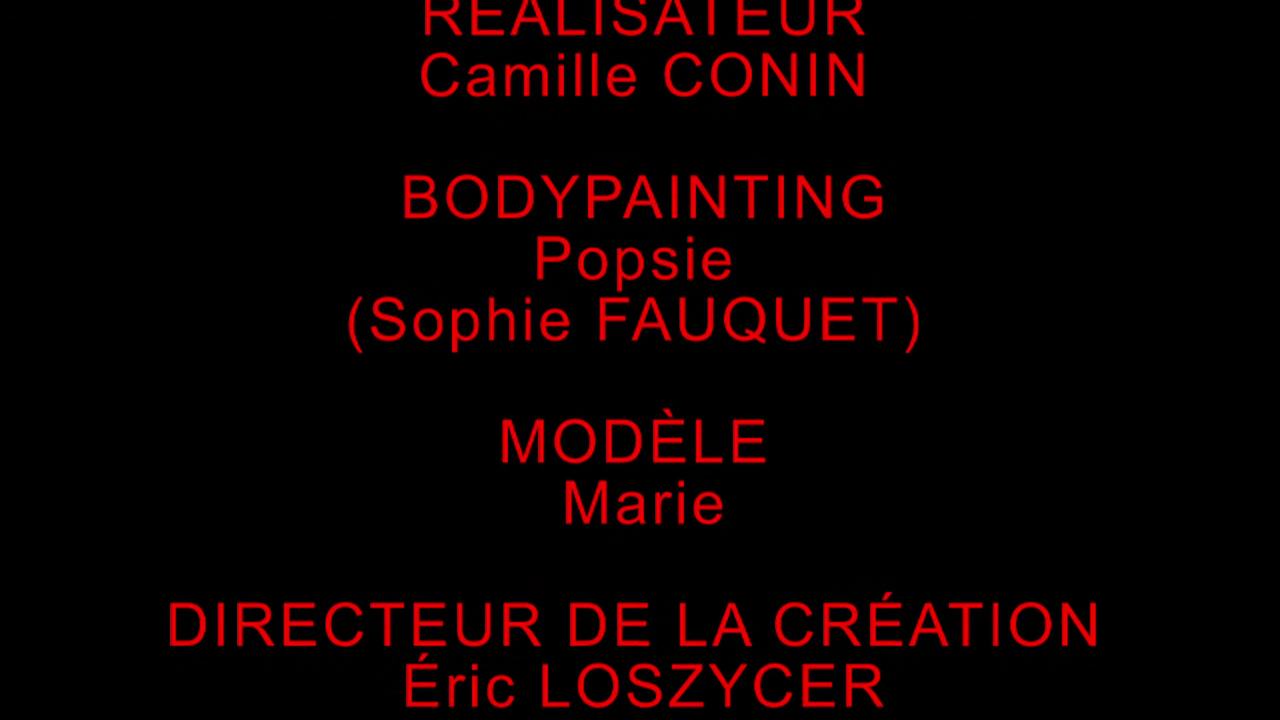 RÉALISATEUR
Camille CONIN
BODYPAINTING
Popsie
(Sophie FAUQUET)
MODÈLE
Marie
DIRECTEUR DE LA CRÉATION
Éric LOSZYCER